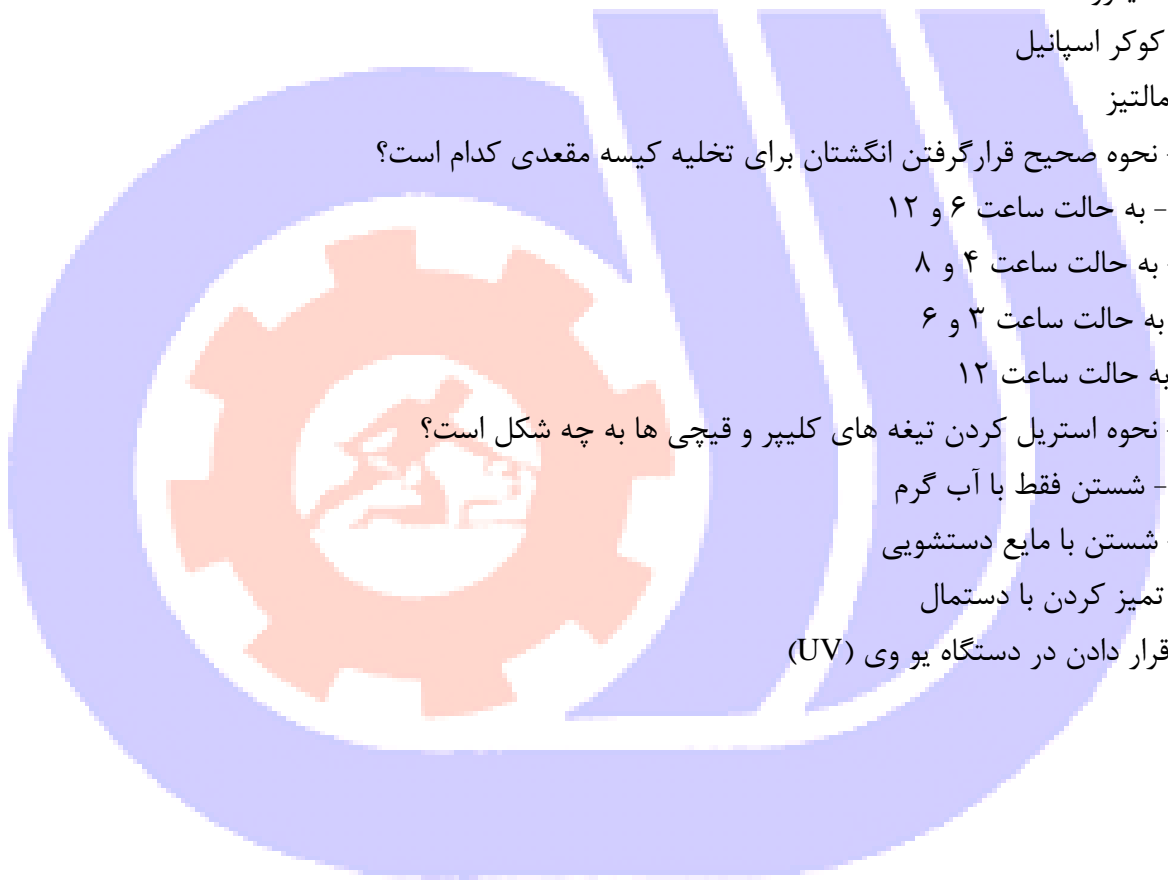 کوکر اسپانیل
مالتیز
- نحوه صحیح قرارگرفتن انگشتان برای تخلیه کیسه مقعدی کدام است؟
- به حالت ساعت ۶ و ۱۲
- به حالت ساعت ۴ و ۸
به حالت ساعت ۳ و ۶
به حالت ساعت ۱۲
- نحوه استریل کردن تیغه های کلیپر و قیچی ها به چه شکل است؟
- شستن فقط با آب گرم
- شستن با مایع دستشویی
تمیز کردن با دستمال
قرار دادن در دستگاه یو وی (UV)